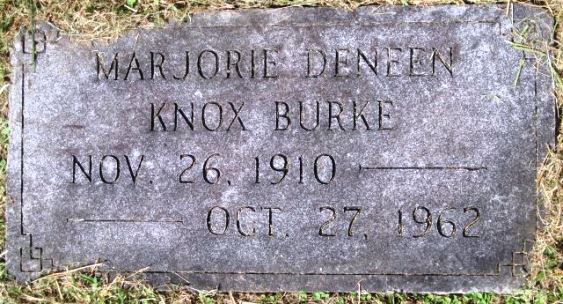 MARJORIE DENEEN
KNOX BURKE
NOV. 26, 1910 ———
——— OCT. 27, 1962